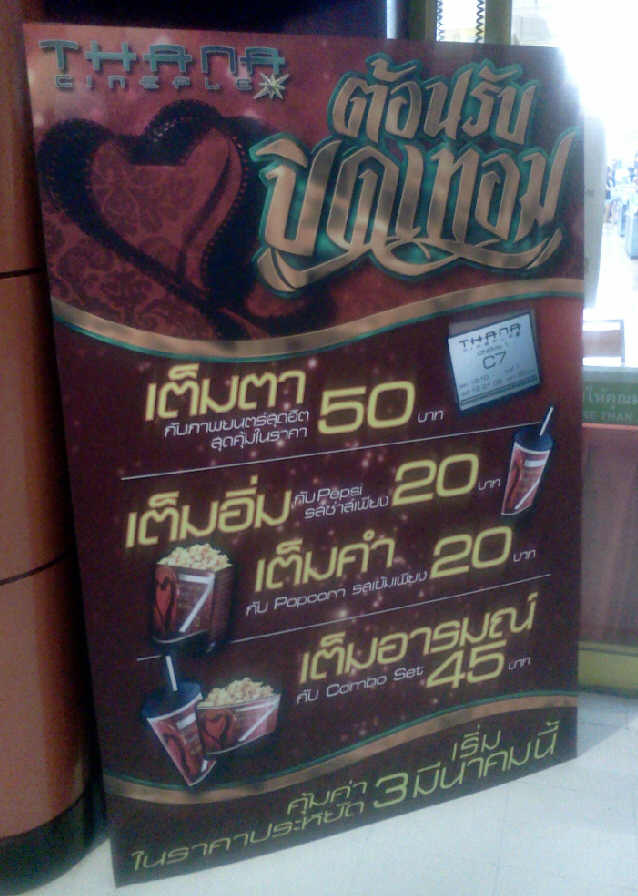 THANA
CINEPLEX
ต้อนรับ
ปิดเทอม
THANA
C7
เต็มตา
กับภาพยนตร์สุดฮิต
สุดคุ้มในราคา
50 บาท
เต็มอิ่ม
กับ Pepsi
รสซ่าส์เพียง
20 บาท
เต็มคำ
กับ Popcorn รสเข้มเพียง
20 บาท
เต็มอารมณ์
กับ Combo Set 45 บาท
คุ้มค่า
ในราคาประหยัด
เริ่ม
3 มีนาคมนี้